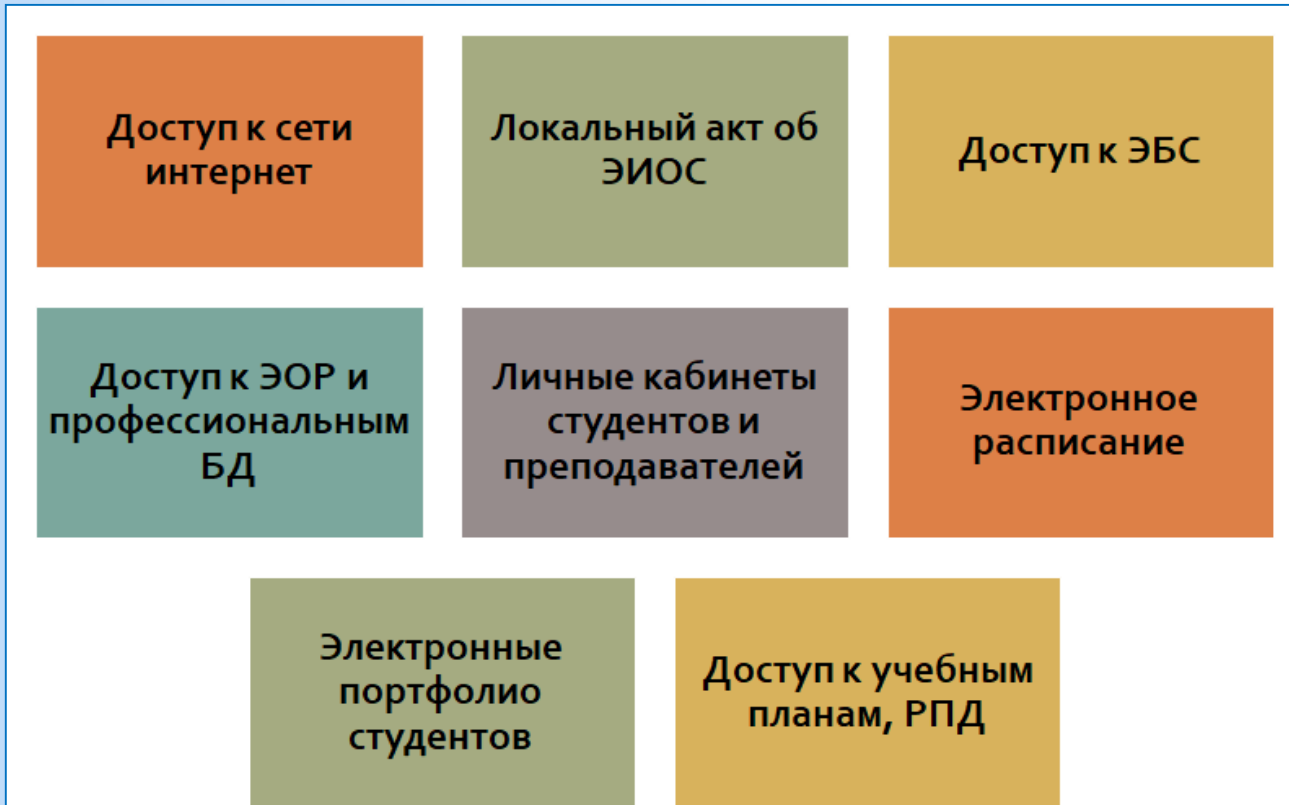 Доступ к сети
интернет
Локальный акт об
ЭИОС
Доступ к ЭБС
Доступ к ЭОР и
профессиональным
БД
Личные кабинеты
студентов и
преподавателей
Электронное
расписание
Электронные
портфолио
студентов
Доступ к учебным
планам, РПД